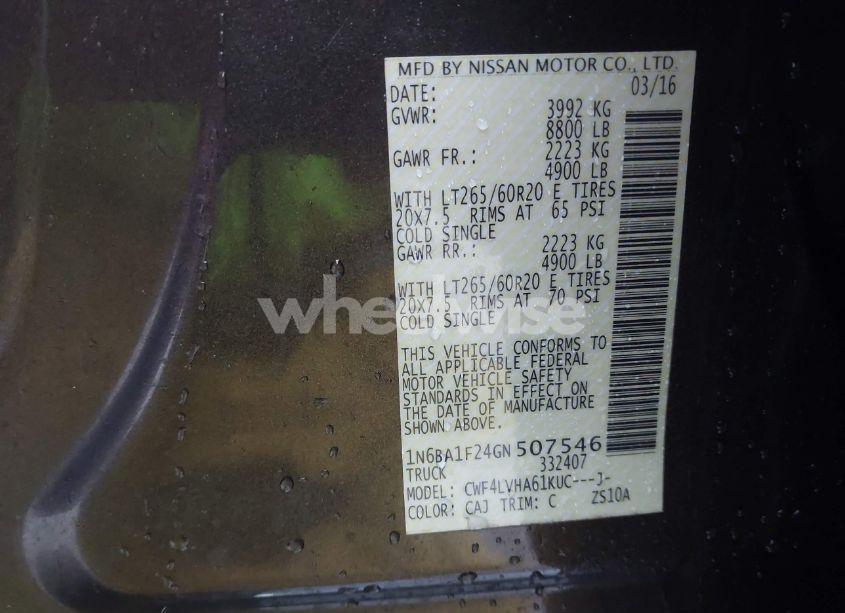 MFD BY NISSAN MOTOR CO., LTD.
DATE: 03/16
GVWR: 3992 KG
8800 LB
GAWR FR.: 2223 KG
4900 LB
WITH LT265/60R20 E TIRES
20X7.5 RIMS AT 65 PSI
COLD SINGLE
GAWR RR.: 2223 KG
4900 LB
WITH LT265/60R20 E TIRES
20X7.5 RIMS AT 70 PSI
COLD SINGLE
wheelwise
THIS VEHICLE CONFORMS TO
ALL APPLICABLE FEDERAL
MOTOR VEHICLE SAFETY
STANDARDS IN EFFECT ON
THE DATE OF MANUFACTURE
SHOWN ABOVE.
1N6BA1F24GN507546
TRUCK 332407
MODEL: CWF4LVHA61KUC---J-
COLOR: CAJ TRIM: C ZS10A